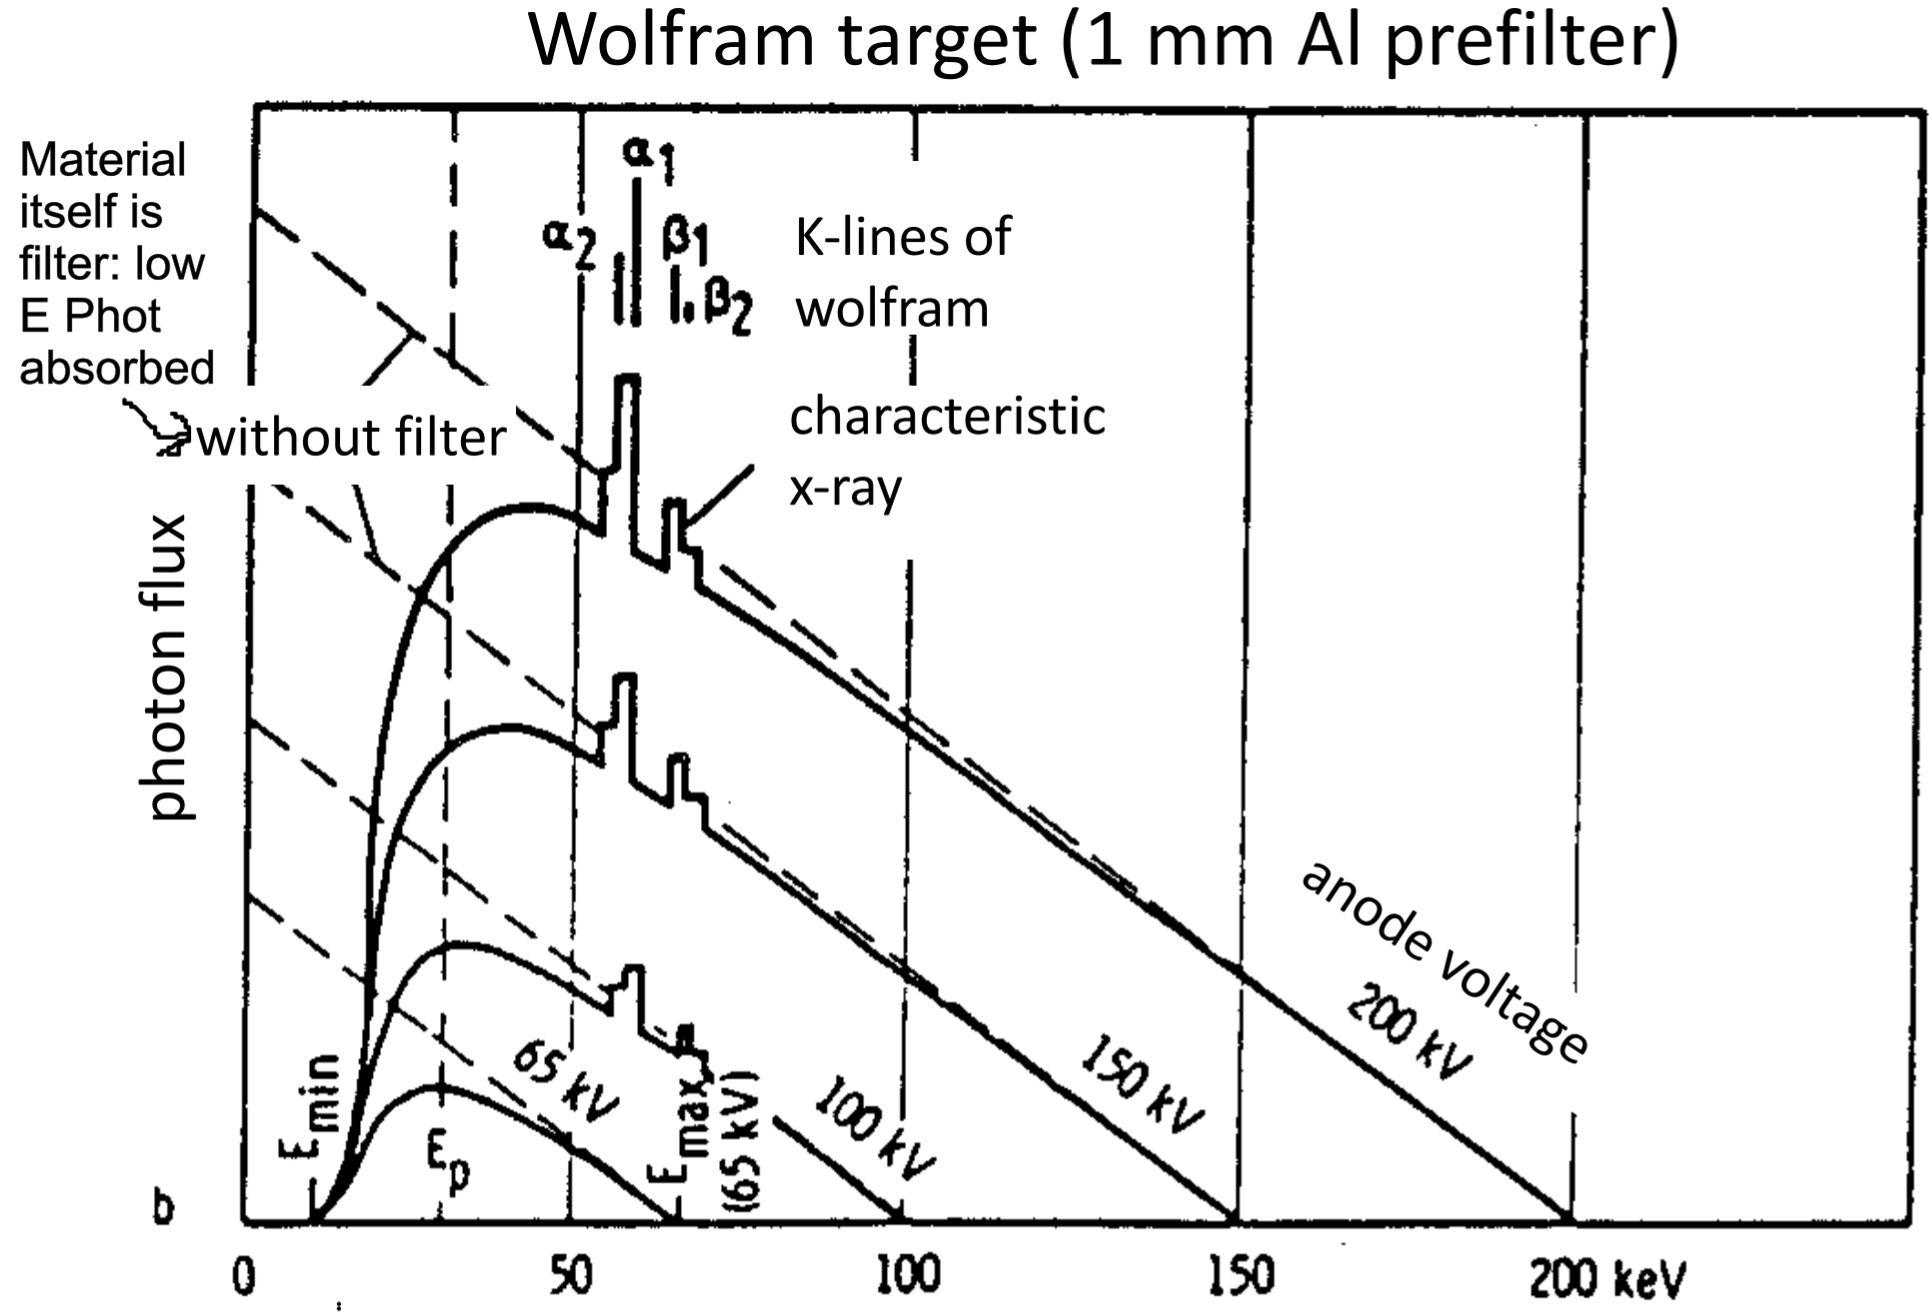 Wolfram target (1 mm Al prefilter)
Material
itself is
filter: low
E Phot
absorbed
without filter
α1
α2
β1
β2
K-lines of
wolfram
characteristic
x-ray
photon flux
anode voltage
200 kV
150 kV
100 kV
65 kV
Emin
Ep
Emax
(65 kV)
b
0 50 100 150 200 keV